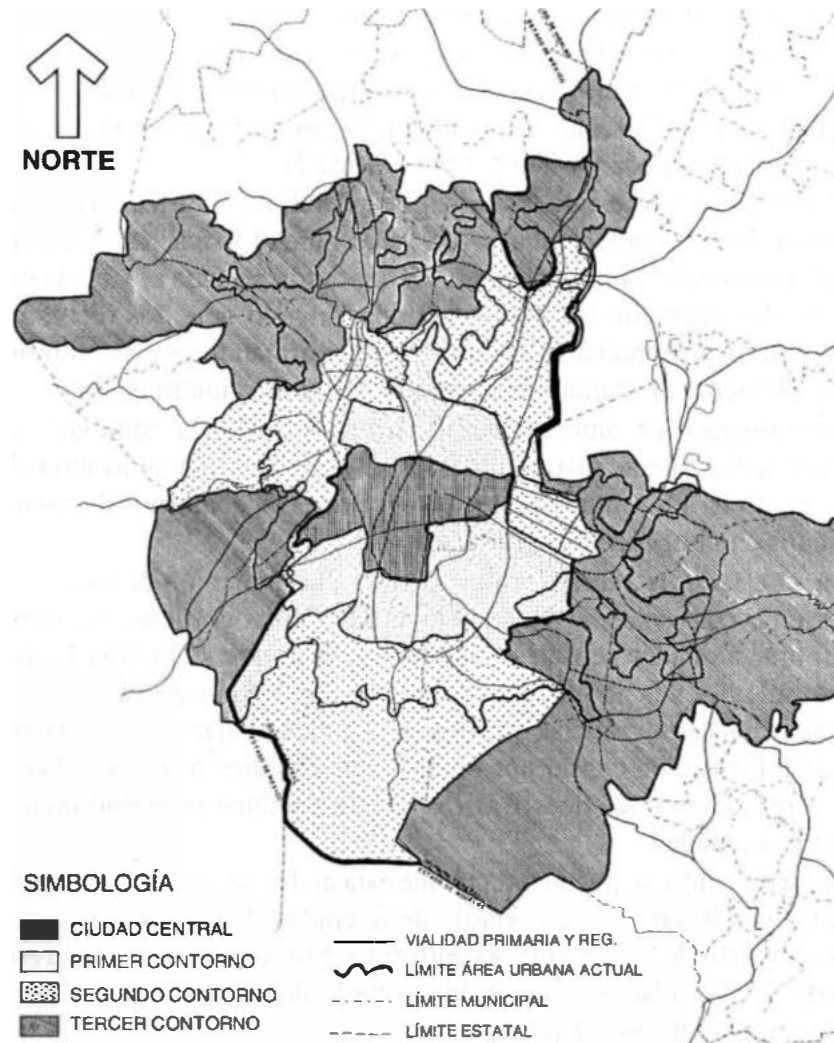 NORTE
SIMBOLOGÍA
CIUDAD CENTRAL
PRIMER CONTORNO
SEGUNDO CONTORNO
TERCER CONTORNO
VIALIDAD PRIMARIA Y REG.
LÍMITE ÁREA URBANA ACTUAL
LÍMITE MUNICIPAL
LÍMITE ESTATAL